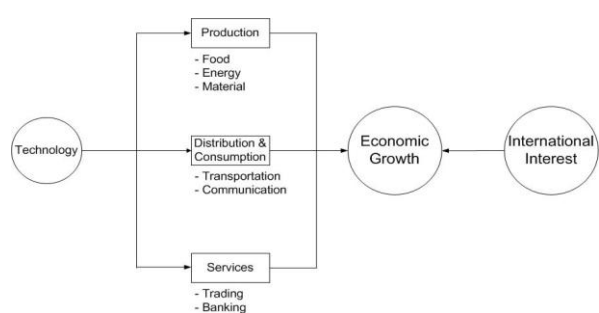 Production
- Food
- Energy
- Material
Technology
Distribution &
Consumption
- Transportation
- Communication
Economic
Growth
International
Interest
Services
- Trading
- Banking